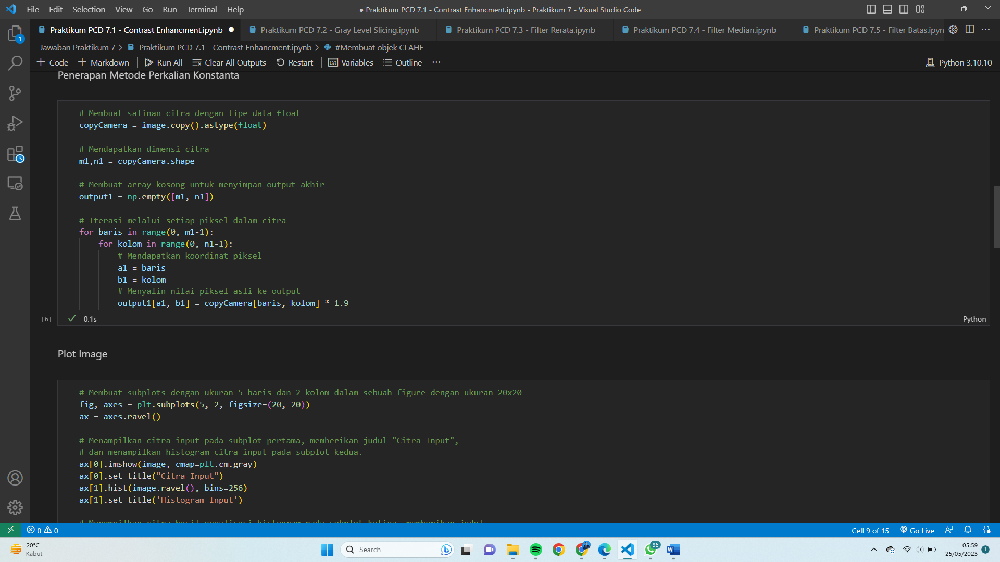 File Edit Selection View Go Run Terminal Help
● Praktikum PCD 7.1 - Contrast Enhancment.ipynb - Praktikum 7 - Visual Studio Code
Praktikum PCD 7.1 - Contrast Enhancment.ipynb ● Praktikum PCD 7.2 - Gray Level Slicing.ipynb Praktikum PCD 7.3 - Filter Rerata.ipynb Praktikum PCD 7.4 - Filter Median.ipynb Praktikum PCD 7.5 - Filter Batas.ipyn
1
Jawaban Praktikum 7 > Praktikum PCD 7.1 - Contrast Enhancment.ipynb > #Membuat objek CLAHE
+ Code + Markdown Run All Clear All Outputs Restart Variables Outline ... Python 3.10.10
Penerapan Metode Perkalian Konstanta
# Membuat salinan citra dengan tipe data float
copyCamera = image.copy().astype(float)
# Mendapatkan dimensi citra
m1,n1 = copyCamera.shape
# Membuat array kosong untuk menyimpan output akhir
output1 = np.empty([m1, n1])
# Iterasi melalui setiap piksel dalam citra
for baris in range(0, m1-1):
for kolom in range(0, n1-1):
# Mendapatkan koordinat piksel
a1 = baris
b1 = kolom
# Menyalin nilai piksel asli ke output
output1[a1, b1] = copyCamera[baris, kolom] * 1.9
[6] ✓ 0.1s Python
Plot Image
# Membuat subplots dengan ukuran 5 baris dan 2 kolom dalam sebuah figure dengan ukuran 20x20
fig, axes = plt.subplots(5, 2, figsize=(20, 20))
ax = axes.ravel()
# Menampilkan citra input pada subplot pertama, memberikan judul "Citra Input",
# dan menampilkan histogram citra input pada subplot kedua.
ax[0].imshow(image, cmap=plt.cm.gray)
ax[0].set_title("Citra Input")
ax[1].hist(image.ravel(), bins=256)
ax[1].set_title('Histogram Input')
# Menampilkan citra hasil equalisasi histogram pada subplot ketiga, memberikan judul
0 0 Cell 9 of 15 Go Live
20°C
Kabut
Search
96
05:59
25/05/2023
1